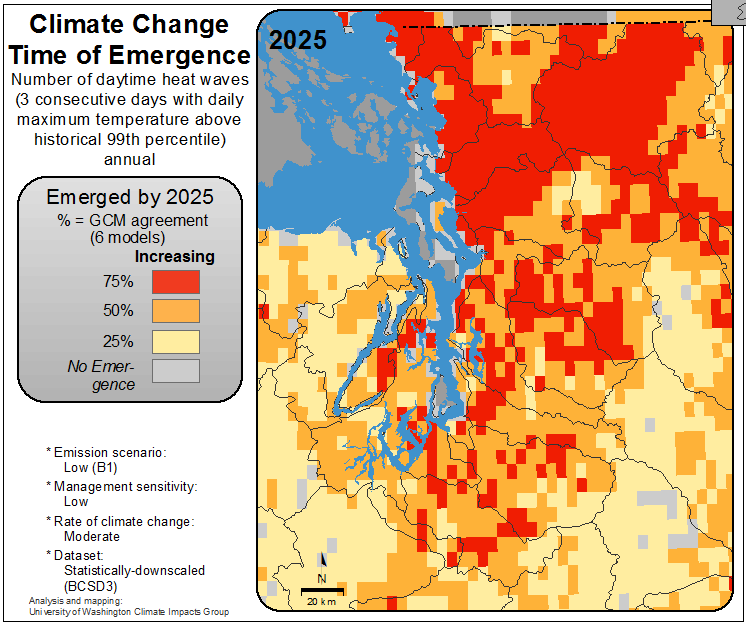 Climate Change
Time of Emergence
Number of daytime heat waves
(3 consecutive days with daily
maximum temperature above
historical 99th percentile)
annual
Emerged by 2025
% = GCM agreement
(6 models)
Increasing
75%
50%
25%
No Emer-
gence
* Emission scenario:
Low (B1)
* Management sensitivity:
Low
* Rate of climate change:
Moderate
* Dataset:
Statistically-downscaled
(BCSD3)
Analysis and mapping:
University of Washington Climate Impacts Group
2025
N
20 km